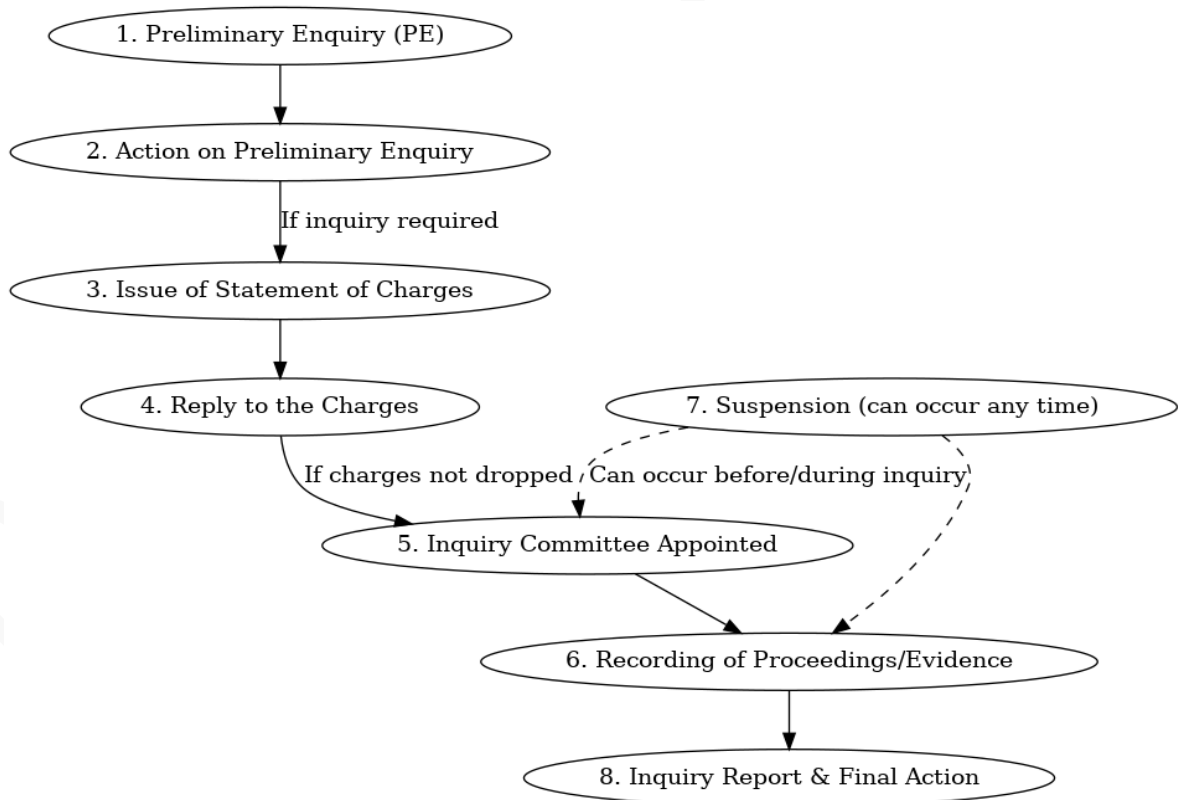 1. Preliminary Enquiry (PE)
2. Action on Preliminary Enquiry
If inquiry required
3. Issue of Statement of Charges
4. Reply to the Charges
7. Suspension (can occur any time)
If charges not dropped
Can occur before/during inquiry
5. Inquiry Committee Appointed
6. Recording of Proceedings/Evidence
8. Inquiry Report & Final Action